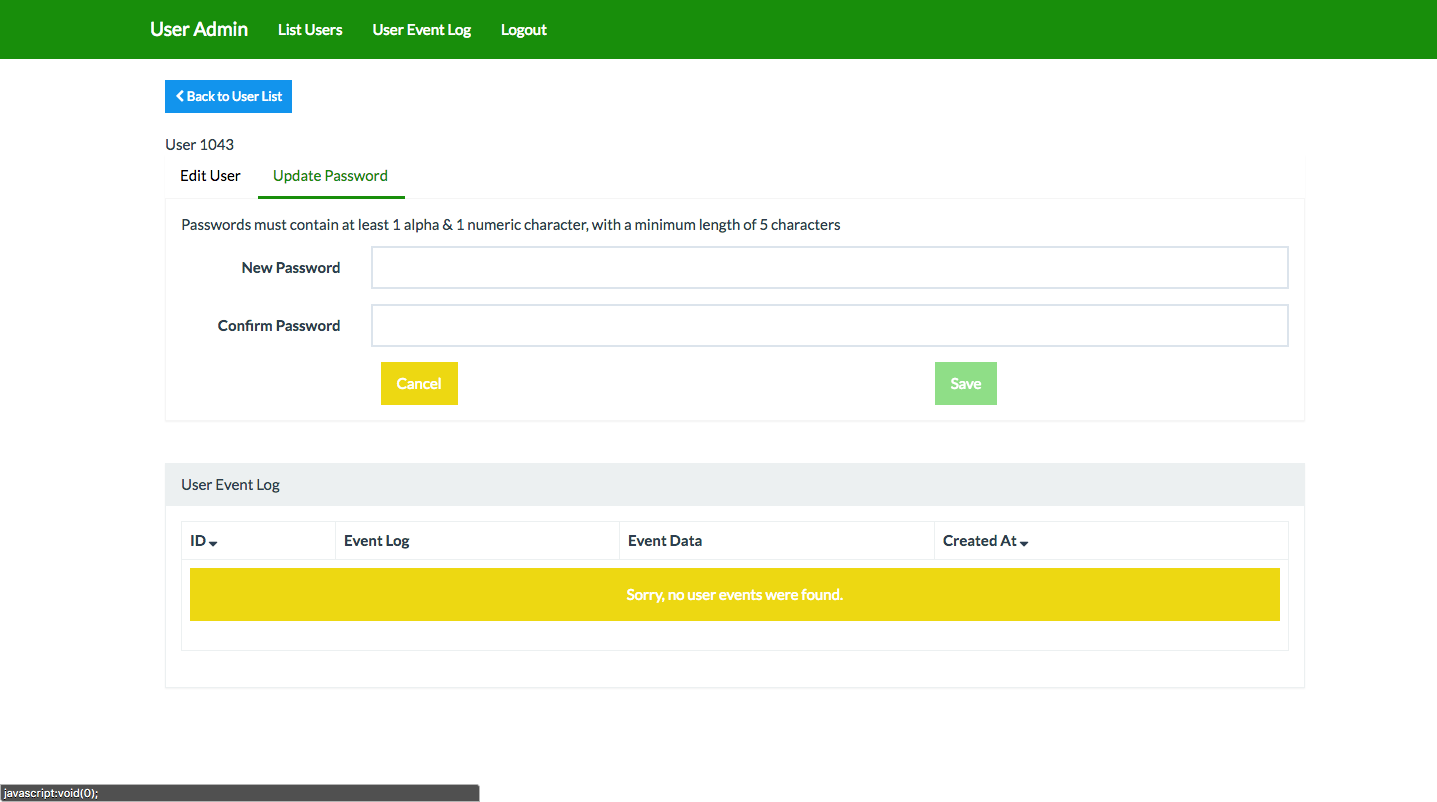 User Admin List Users User Event Log Logout
Back to User List
User 1043
Edit User Update Password
Passwords must contain at least 1 alpha & 1 numeric character, with a minimum length of 5 characters
New Password
Confirm Password
Cancel Save
User Event Log
ID Event Log Event Data Created At
Sorry, no user events were found.
javascript:void(0);